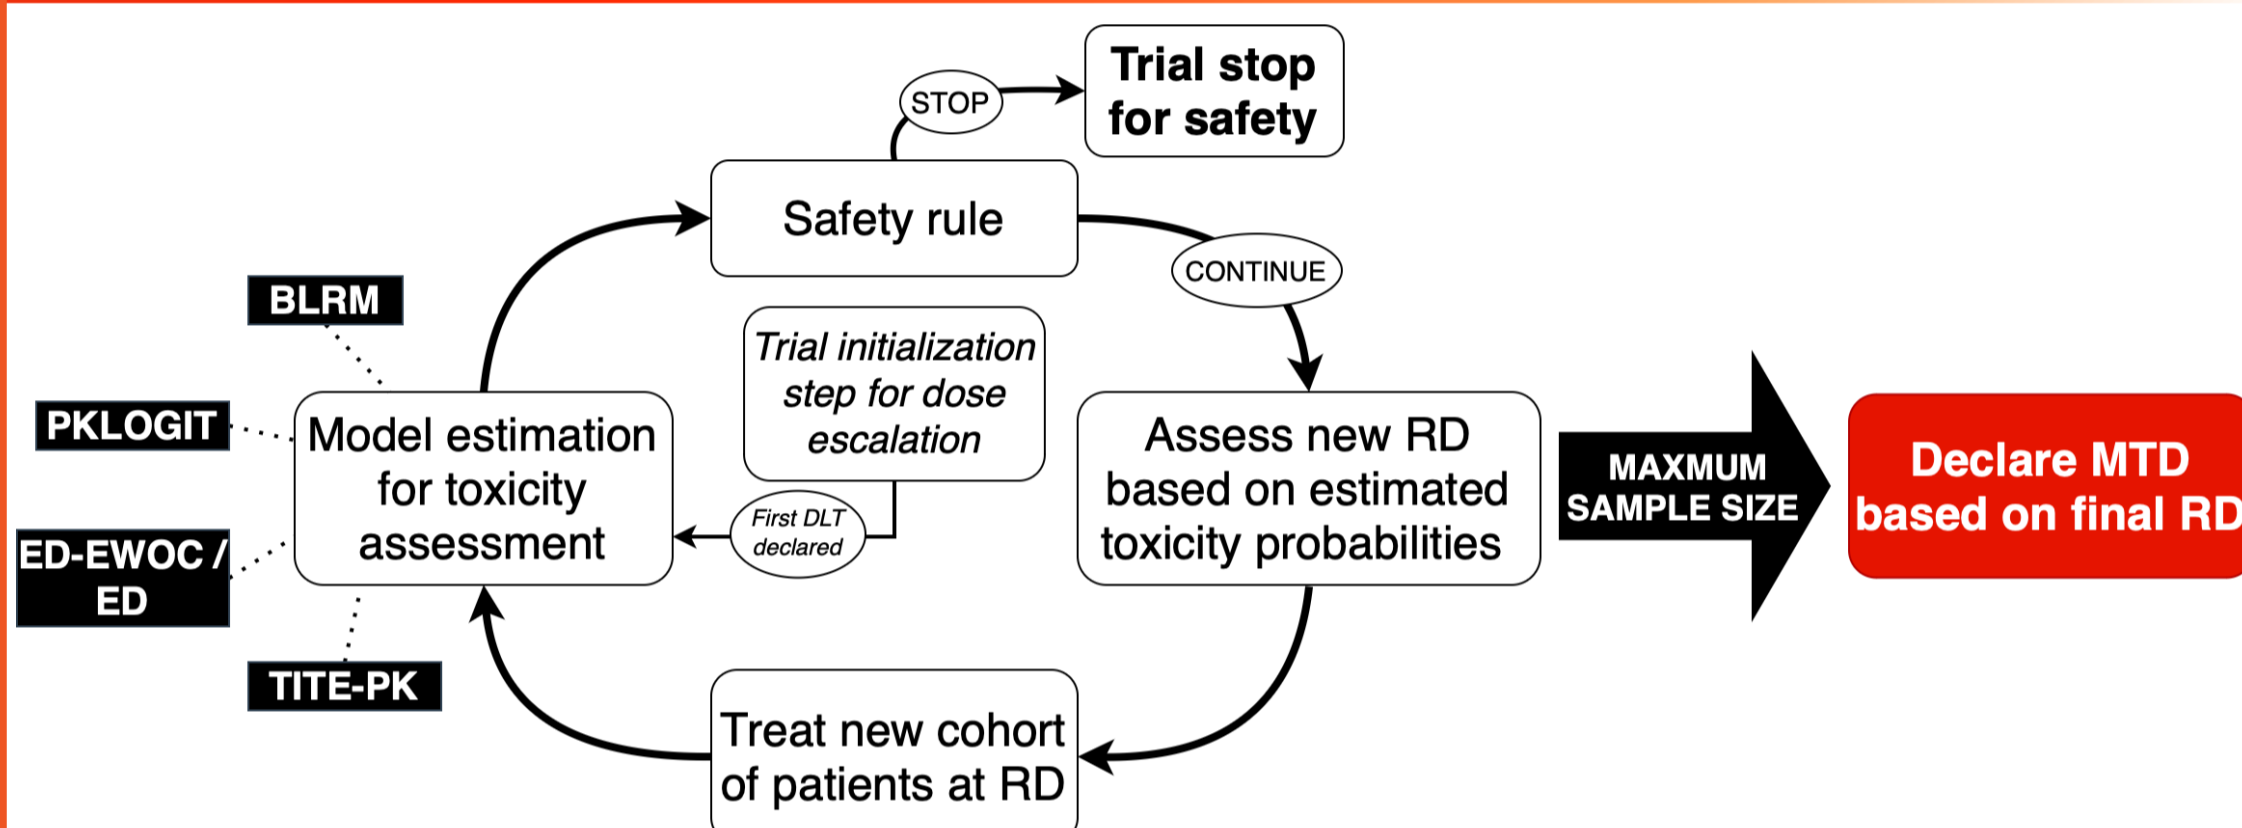 Trial stop
for safety
STOP
Safety rule
CONTINUE
BLRM
Trial initialization
step for dose
escalation
PKLOGIT
Model estimation
for toxicity
assessment
First DLT
declared
Assess new RD
based on estimated
toxicity probabilities
MAXMUM
SAMPLE SIZE
Declare MTD
based on final RD
ED-EWOC /
ED
TITE-PK
Treat new cohort
of patients at RD